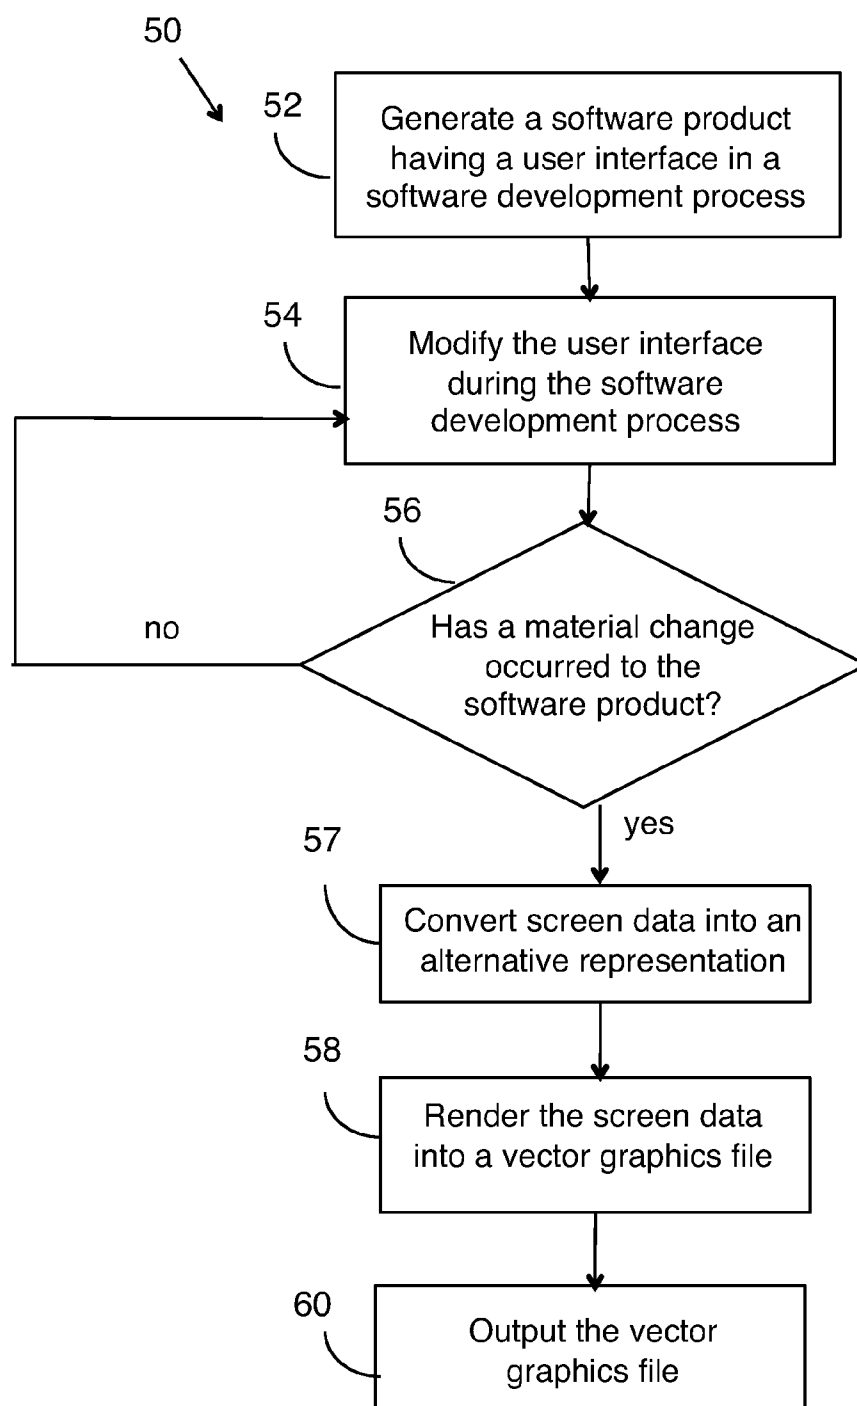 50
52
Generate a software product
having a user interface in a
software development process
54
Modify the user interface
during the software
development process
56
Has a material change
occurred to the
software product?
no
yes
57
Convert screen data into an
alternative representation
58
Render the screen data
into a vector graphics file
60
Output the vector
graphics file